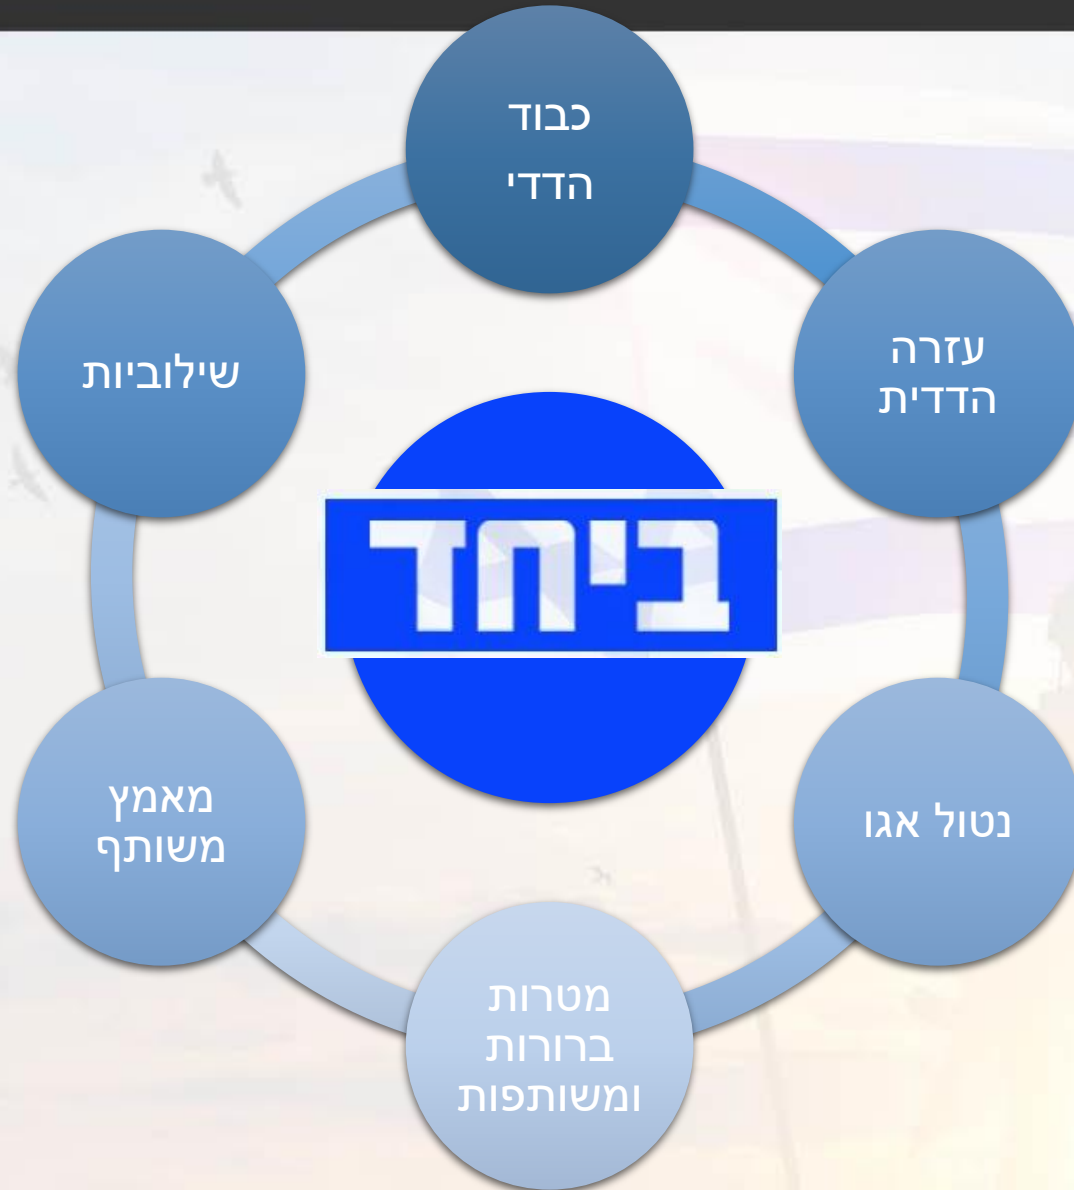 כבוד
הדדי
עזרה
הדדית
נטול אגו
מטרות
ברורות
ומשותפות
מאמץ
משותף
שילוביות
ביחד